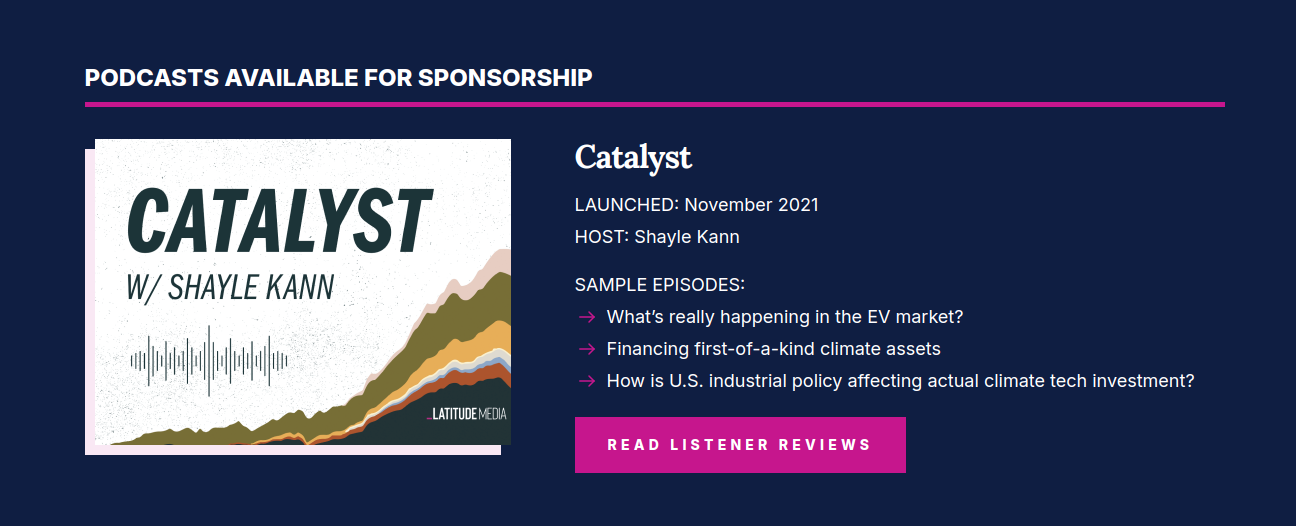 PODCASTS AVAILABLE FOR SPONSORSHIP
CATALYST
W/ SHAYLE KANN
LATITUDE MEDIA
Catalyst
LAUNCHED: November 2021
HOST: Shayle Kann
SAMPLE EPISODES:
→ What’s really happening in the EV market?
→ Financing first-of-a-kind climate assets
→ How is U.S. industrial policy affecting actual climate tech investment?
READ LISTENER REVIEWS